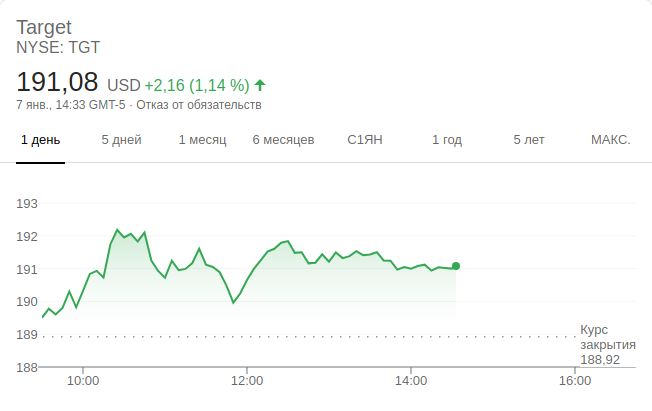 Target
NYSE: TGT
191,08 USD +2,16 (1,14 %)
7 янв., 14:33 GMT-5 · Отказ от обязательств
1 день 5 дней 1 месяц 6 месяцев С1ЯН 1 год 5 лет МАКС.
193
192
191
190
189
188
Курс
закрытия
188,92
10:00 12:00 14:00 16:00